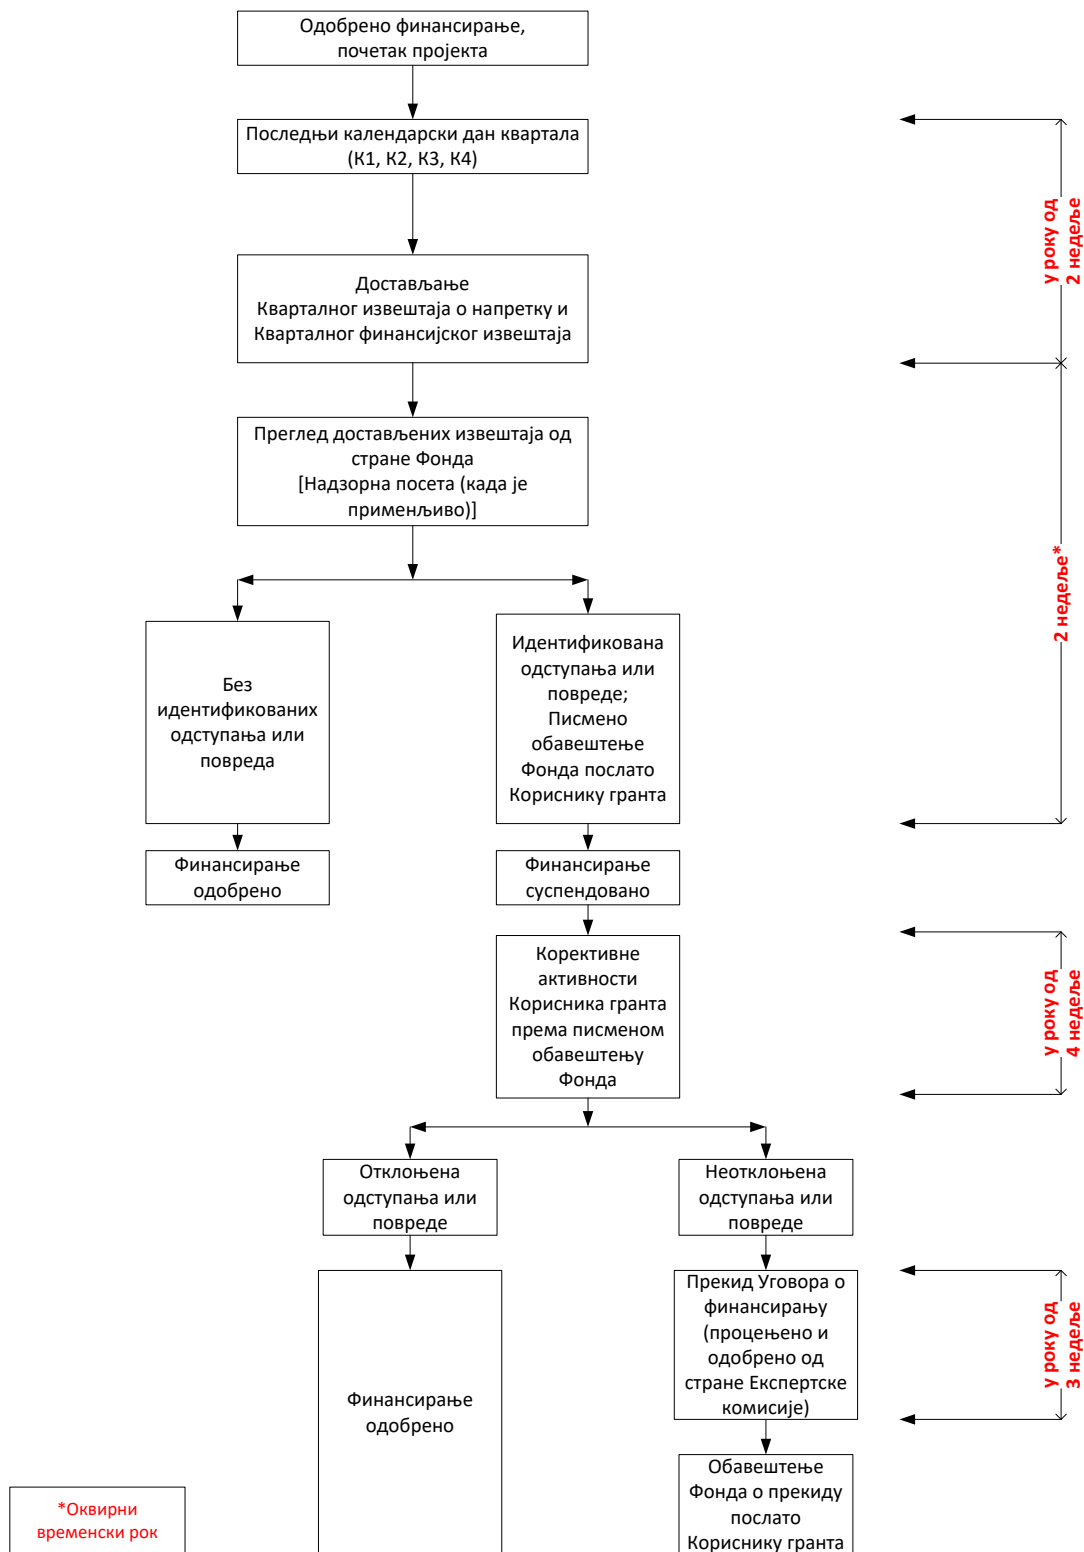 Одобрено финансирање,
почетак пројекта
Последњи календарски дан квартала
(К1, К2, К3, К4)
у року од
2 недеље
Достављање
Кварталног извештаја о напретку и
Кварталног финансијског извештаја
Преглед достављених извештаја од
стране Фонда
[Надзорна посета (када је
применљиво)]
2 недеље*
Без
идентификованих
одступања или
повреда
Идентификована
одступања или
повреде;
Писмено
обавештење
Фонда послато
Кориснику гранта
Финансирање
одобрено
Финансирање
суспендовано
Корективне
активности
Корисника гранта
према писменом
обавештењу
Фонда
у року од
4 недеље
Отклоњена
одступања или
повреде
Неотклоњена
одступања или
повреде
Финансирање
одобрено
Прекид Уговора о
финансирању
(процењено и
одобрено од
стране Експертске
комисије)
у року од
3 недеље
Обавештење
Фонда о прекиду
послато
Кориснику гранта
*Оквирни
временски рок